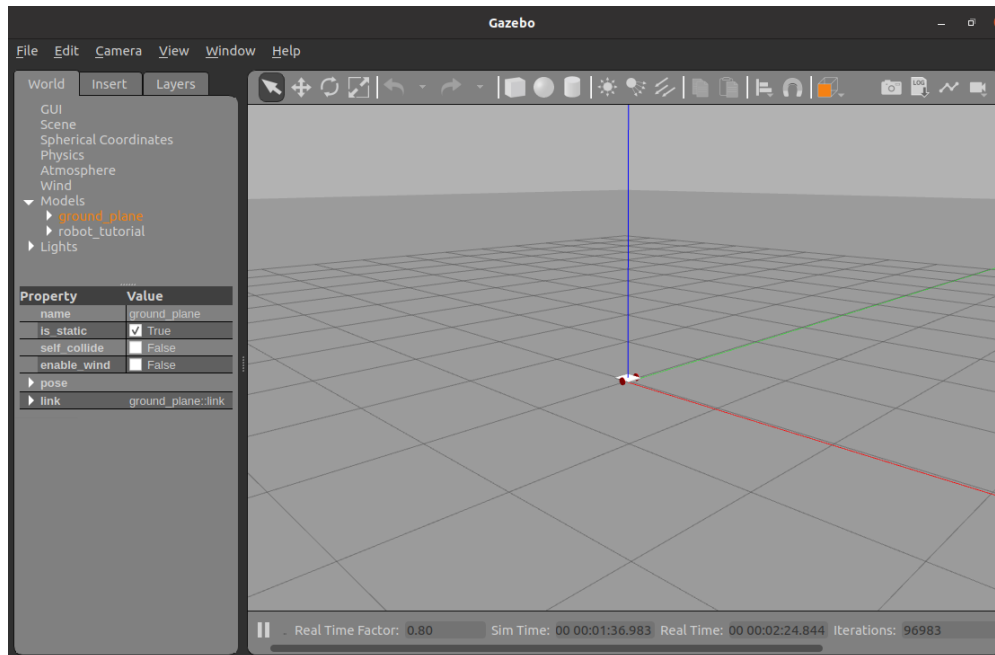 Gazebo
File Edit Camera View Window Help
World Insert Layers
GUI
Scene
Spherical Coordinates
Physics
Atmosphere
Wind
Models
ground_plane
robot_tutorial
Lights
Property Value
name ground_plane
is_static True
self_collide False
enable_wind False
pose
link ground_plane::link
LOG
Real Time Factor: 0.80 Sim Time: 00 00:01:36.983 Real Time: 00 00:02:24.844 Iterations: 96983